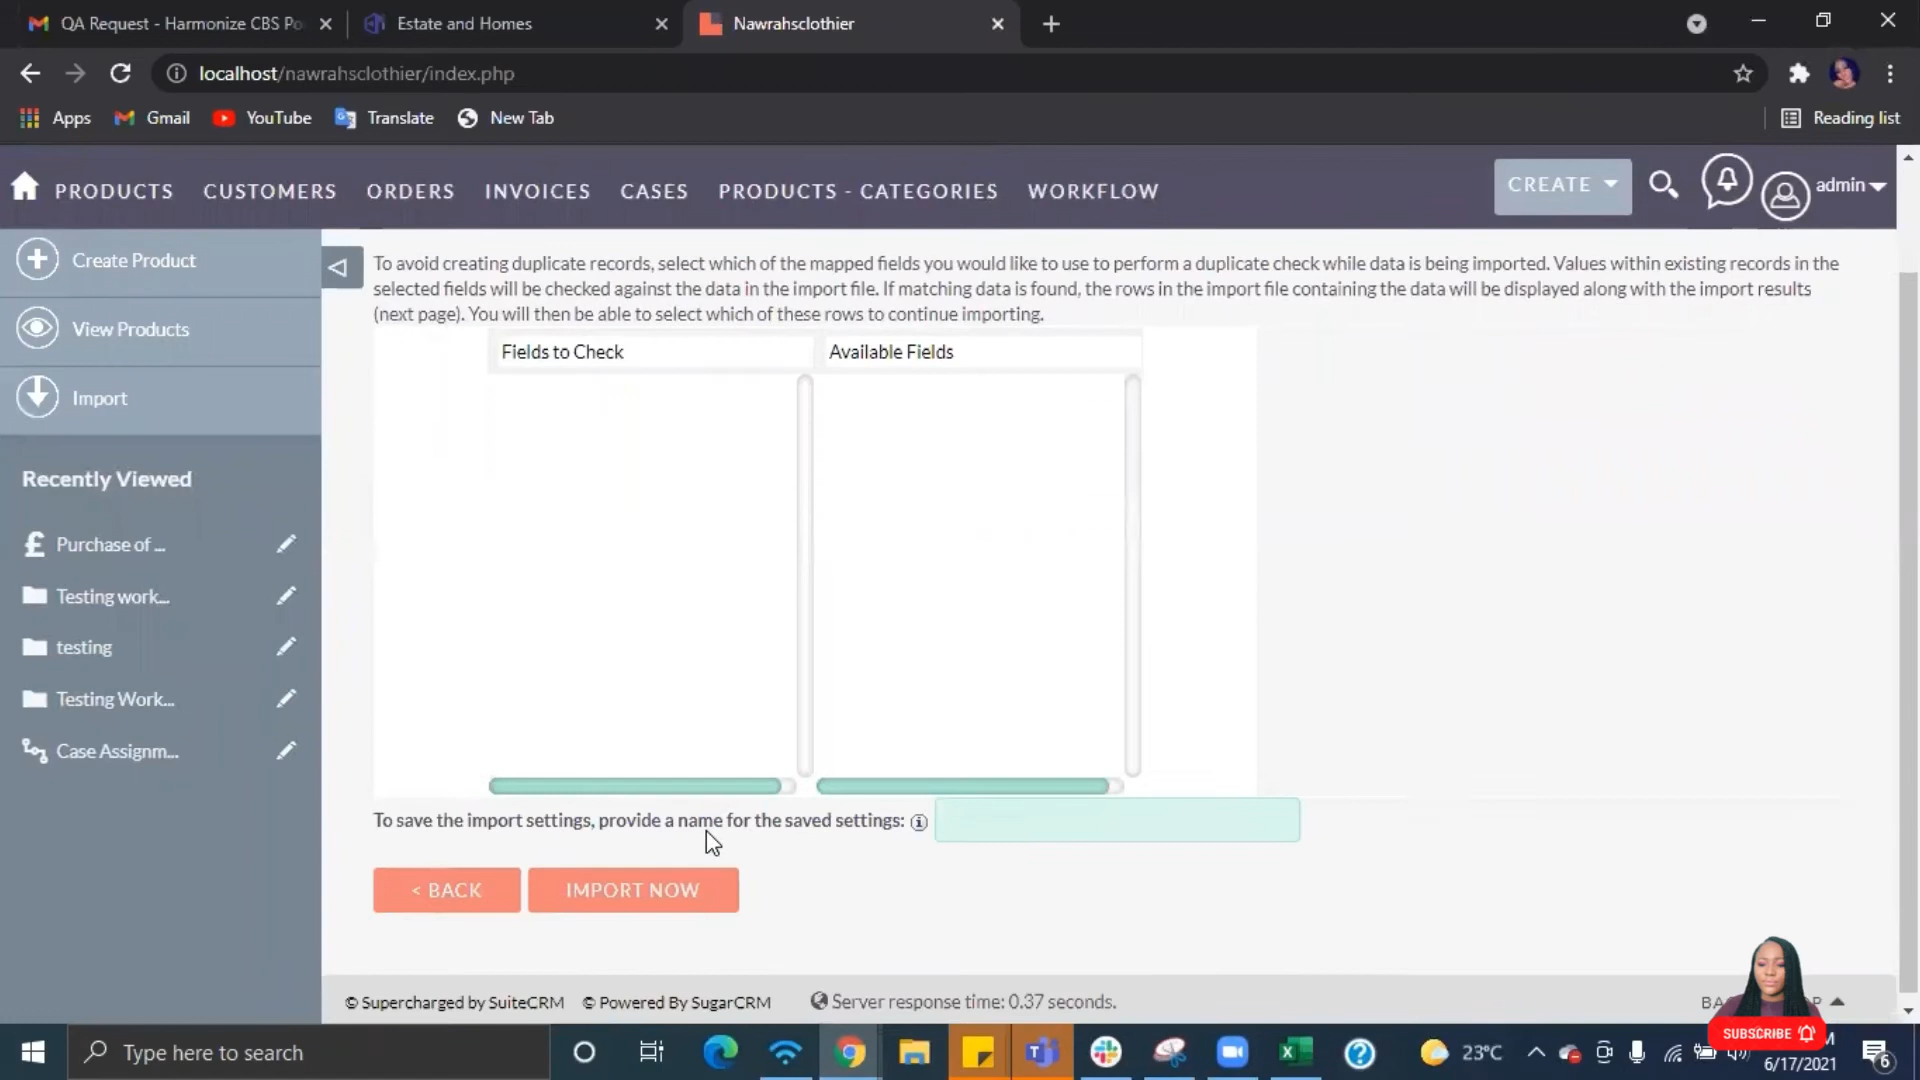 QA Request - Harmonize CBS Po
Estate and Homes
Nawrahsclothier
localhost/nawrahsclothier/index.php
Apps
Gmail
YouTube
Translate
New Tab
Reading list
PRODUCTS
CUSTOMERS
ORDERS
INVOICES
CASES
PRODUCTS - CATEGORIES
WORKFLOW
CREATE
admin
Create Product
View Products
Import
Recently Viewed
Purchase of ...
Testing work...
testing
Testing Work...
Case Assignm...
To avoid creating duplicate records, select which of the mapped fields you would like to use to perform a duplicate check while data is being imported. Values within existing records in the
selected fields will be checked against the data in the import file. If matching data is found, the rows in the import file containing the data will be displayed along with the import results
(next page). You will then be able to select which of these rows to continue importing.
Fields to Check
Available Fields
To save the import settings, provide a name for the saved settings:
< BACK
IMPORT NOW
© Supercharged by SuiteCRM
© Powered By SugarCRM
Server response time: 0.37 seconds.
SUBSCRIBE
Type here to search
23°C
6/17/2021
6